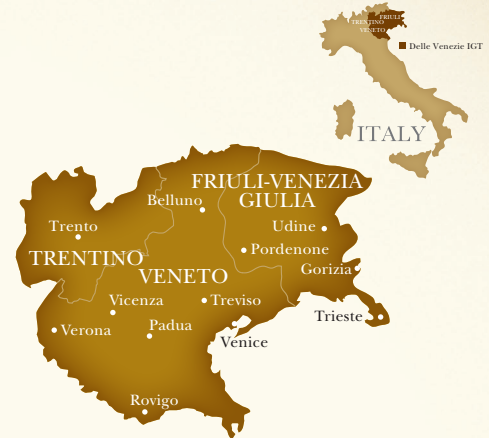 FRIULI
TRENTINO
VENETO
Delle Venezie IGT
ITALY
FRIULI-VENEZIA
GIULIA
Belluno
Trento
Udine
Pordenone
TRENTINO
Gorizia
VENETO
Vicenza
Treviso
Trieste
Verona
Padua
Venice
Rovigo